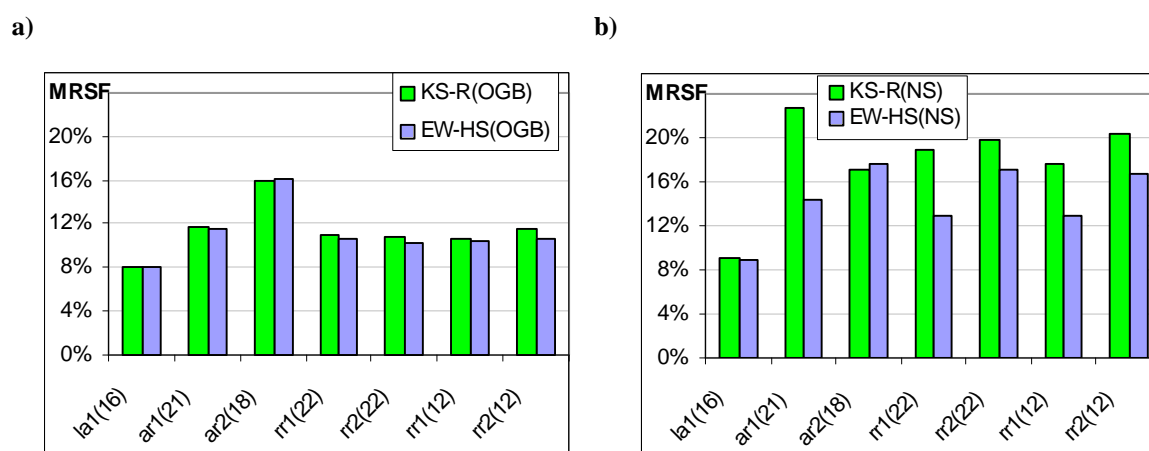 a)
MRSF
KS-R(OGB)
EW-HS(OGB)
20%
16%
12%
8%
4%
0%
la1(16)
ar1(21)
ar2(18)
rr1(22)
rr2(22)
rr1(12)
rr2(12)
b)
MRSF
KS-R(NS)
EW-HS(NS)
20%
16%
12%
8%
4%
0%
la1(16)
ar1(21)
ar2(18)
rr1(22)
rr2(22)
rr1(12)
rr2(12)